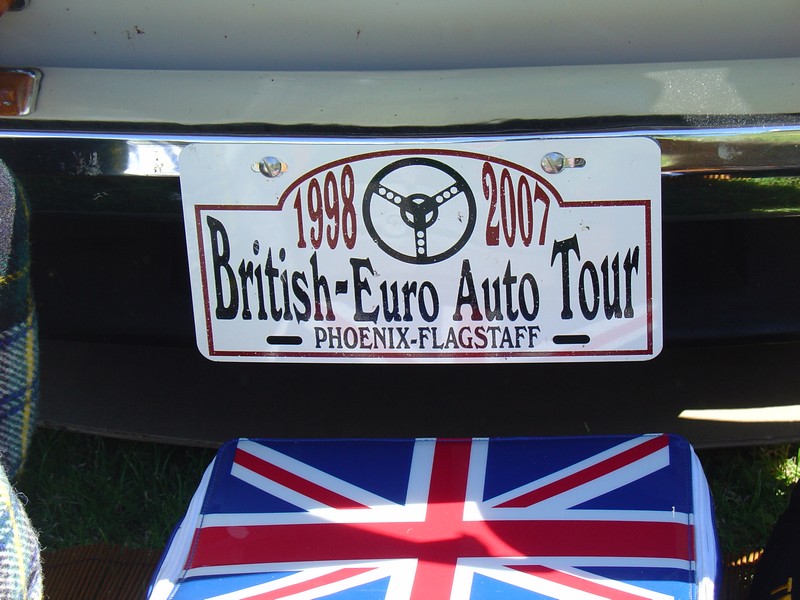 1998 2007
British-Euro Auto Tour
PHOENIX-FLAGSTAFF